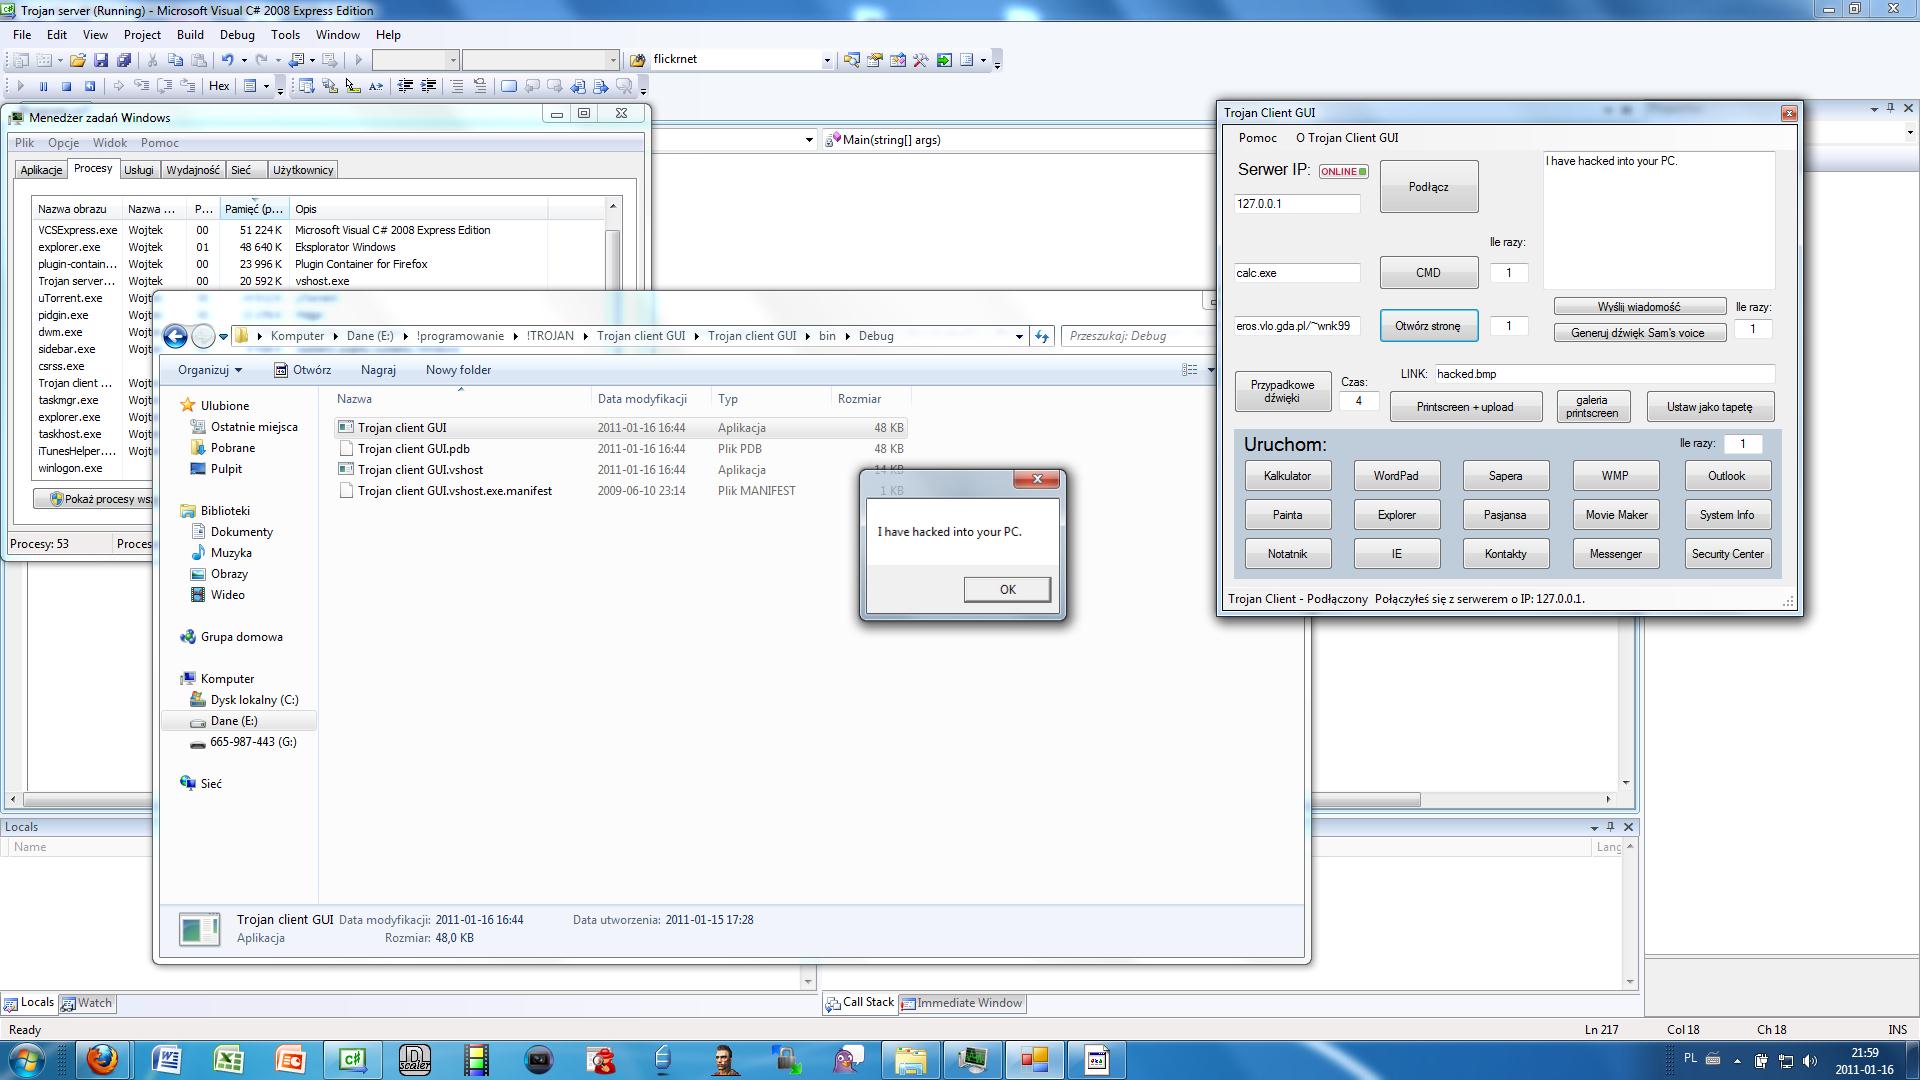 Trojan server (Running) - Microsoft Visual C# 2008 Express Edition
File Edit View Project Build Debug Tools Window Help
flickrnet
Hex
Main(string[] args)
Menedżer zadań Windows
Plik Opcje Widok Pomoc
Aplikacje Procesy Usługi Wydajność Sieć Użytkownicy
Nazwa obrazu Nazwa ... P... Pamięć (p... Opis
VCSExpress.exe Wojtek 00 51 224 K Microsoft Visual C# 2008 Express Edition
explorer.exe Wojtek 01 48 640 K Eksplorator Windows
plugin-contain... Wojtek 00 23 996 K Plugin Container for Firefox
Trojan server... Wojtek 00 20 592 K vshost.exe
uTorrent.exe
pidgin.exe
dwm.exe
sidebar.exe
csrss.exe
Trojan client ...
taskmgr.exe
explorer.exe
taskhost.exe
iTunesHelper....
winlogon.exe
Pokaż procesy
Procesy: 53
Komputer Dane (E:) !programowanie !TROJAN Trojan client GUI Trojan client GUI bin Debug
Przeszukaj: Debug
Organizuj Otwórz Nagraj New folder
Ulubione
Ostatnie miejsca
Pobrane
Pulpit
Biblioteki
Dokumenty
Muzyka
Obrazy
Wideo
Grupa domowa
Komputer
Dysk lokalny (C:)
Dane (E:)
665-987-443 (G:)
Sieć
Nazwa Data modyfikacji Typ Rozmiar
Trojan client GUI 2011-01-16 16:44 Aplikacja 48 KB
Trojan client GUI.pdb 2011-01-16 16:44 Plik PDB 48 KB
Trojan client GUI.vshost 2011-01-16 16:44 Aplikacja 14 KB
Trojan client GUI.vshost.exe.manifest 2009-06-10 23:14 Plik MANIFEST 1 KB
Trojan client GUI Data modyfikacji: 2011-01-16 16:44 Data utworzenia: 2011-01-15 17:28
Aplikacja Rozmiar: 48,0 KB
I have hacked into your PC.
OK
Trojan Client GUI
Pomoc O Trojan Client GUI
Serwer IP: ONLINE
Podłącz
I have hacked into your PC.
127.0.0.1
Ile razy:
calc.exe CMD 1
Wyślij wiadomość Ile razy:
eros.vlo.gda.pl/~wnk99 Otwórz stronę 1
Generuj dźwięk Sam's voice 1
LINK: hacked.bmp
Przypadkowe dźwięki Czas:
4
Printscreen + upload galeria printscreen Ustaw jako tapetę
Uruchom: Ile razy: 1
Kalkulator WordPad Sapera WMP Outlook
Painta Explorer Pasjansa Movie Maker System Info
Notatnik IE Kontakty Messenger Security Center
Trojan Client - Podłączony Połączyłeś się z serwerem o IP: 127.0.0.1.
Locals
Name
Lang
Locals Watch
Call Stack Immediate Window
Ready Ln 217 Col 18 Ch 18 INS
PL
21:59
2011-01-16